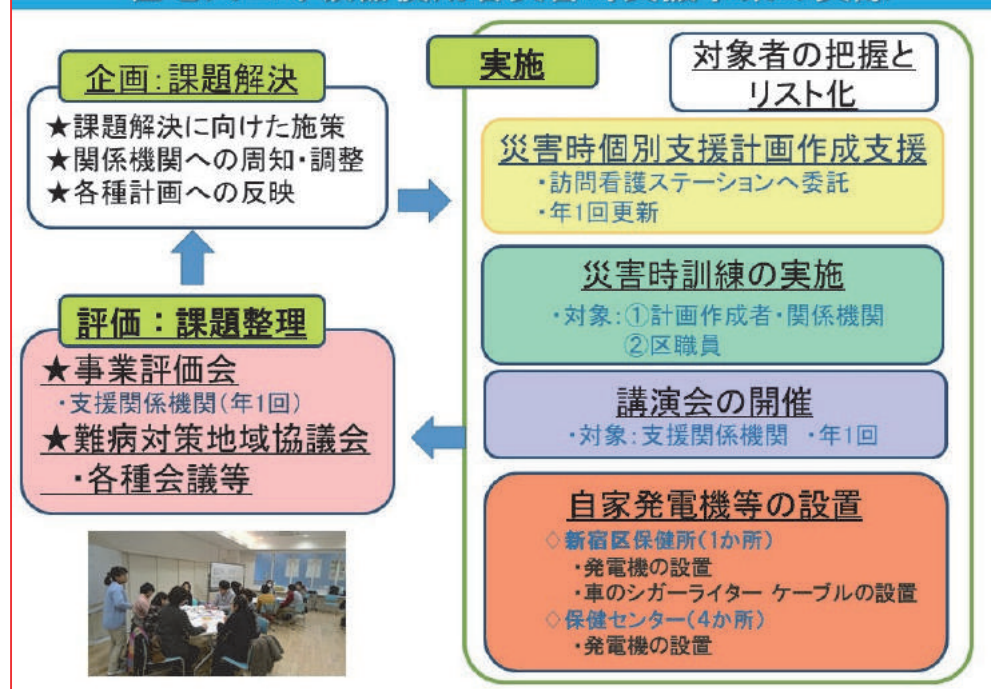 企画:課題解決
★課題解決に向けた施策
★関係機関への周知・調整
★各種計画への反映
評価:課題整理
★事業評価会
・支援関係機関(年1回)
★難病対策地域協議会
・各種会議等
実施
対象者の把握と
リスト化
災害時個別支援計画作成支援
・訪問看護ステーションへ委託
・年1回更新
災害時訓練の実施
・対象:①計画作成者・関係機関
②区職員
講演会の開催
・対象:支援関係機関 ・年1回
自家発電機等の設置
◇新宿区保健所(1か所)
・発電機の設置
・車のシガーライター ケーブルの設置
◇保健センター(4か所)
・発電機の設置